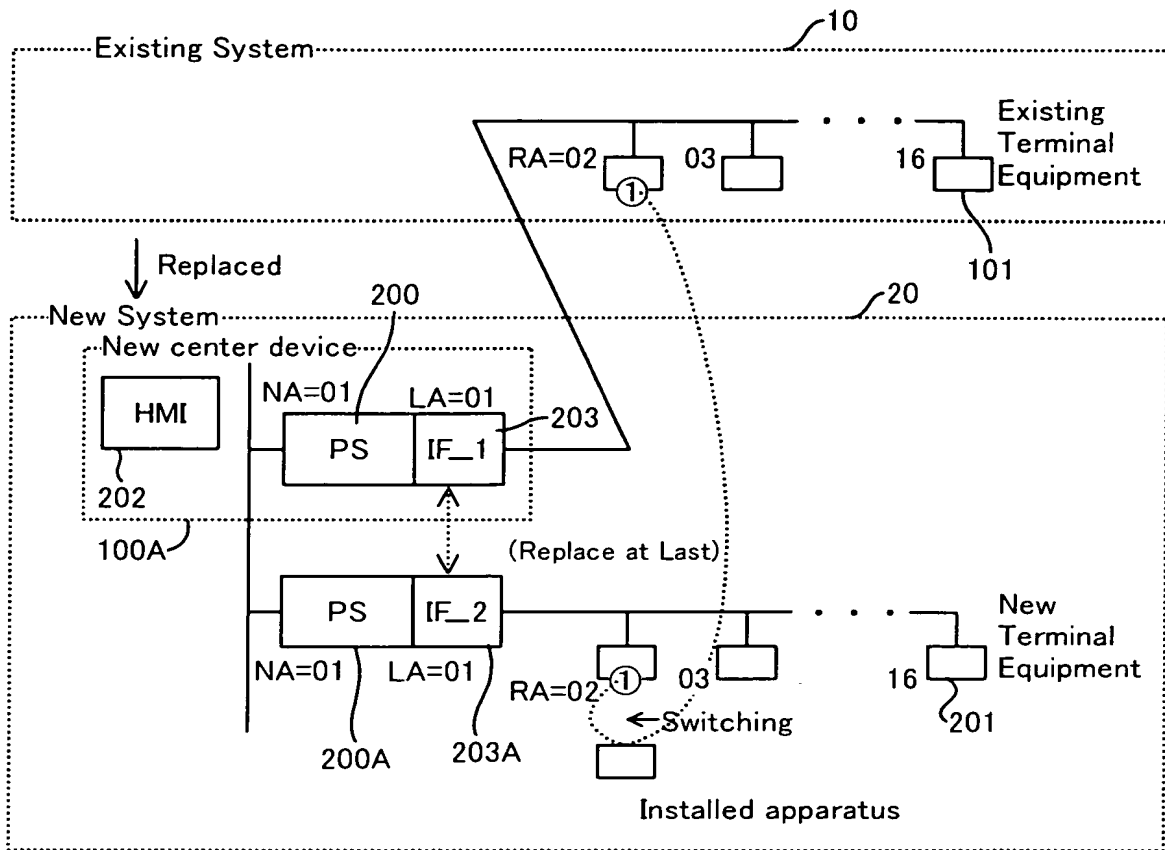 10
Existing System
RA=02
03
16
Existing
Terminal
Equipment
1
101
Replaced
20
New System
200
New center device
NA=01
LA=01
203
HMI
PS
IF_1
202
100A
(Replace at Last)
PS
IF_2
New
Terminal
Equipment
NA=01
LA=01
RA=02
1
03
16
201
←Switching
200A
203A
Installed apparatus